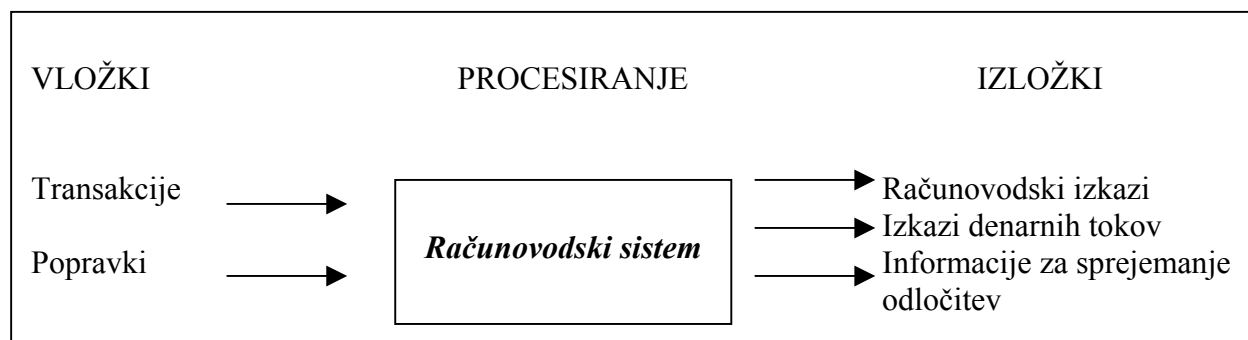 VLOŽKI PROCESIRANJE IZLOŽKI
Transakcije
Popravki
Računovodski sistem
Računovodski izkazi
Izkazi denarnih tokov
Informacije za sprejemanje
odločitev